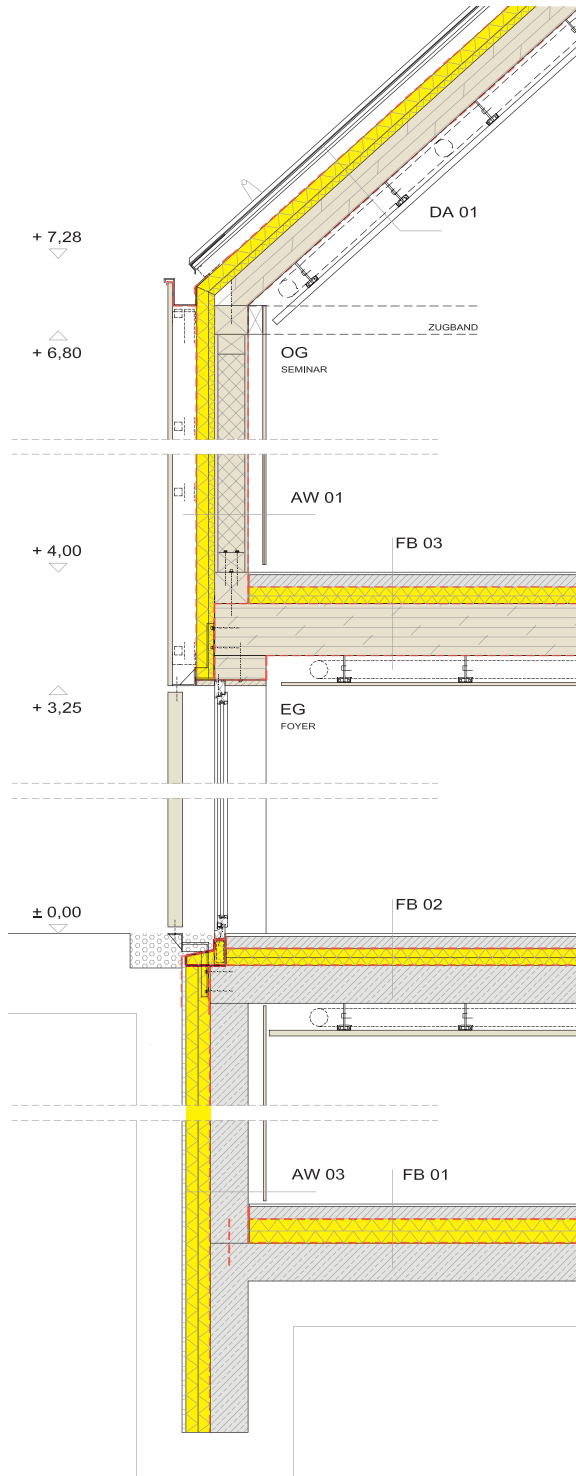 DA 01
+ 7,28
ZUGBAND
+ 6,80
OG
SEMINAR
AW 01
+ 4,00
FB 03
+ 3,25
EG
FOYER
± 0,00
FB 02
AW 03
FB 01